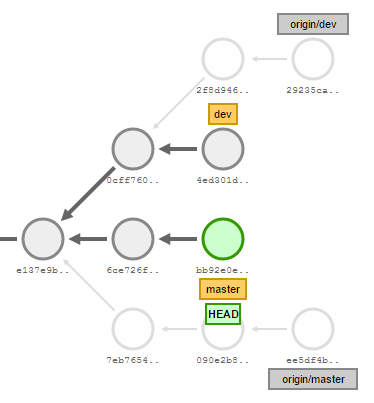 origin/dev
2f8d946..
29235ca..
dev
0cff760..
4ed301d..
e137e9b..
6ce726f..
bb92e0e..
master
HEAD
7eb7654..
090e2b8..
ee5df4b..
origin/master